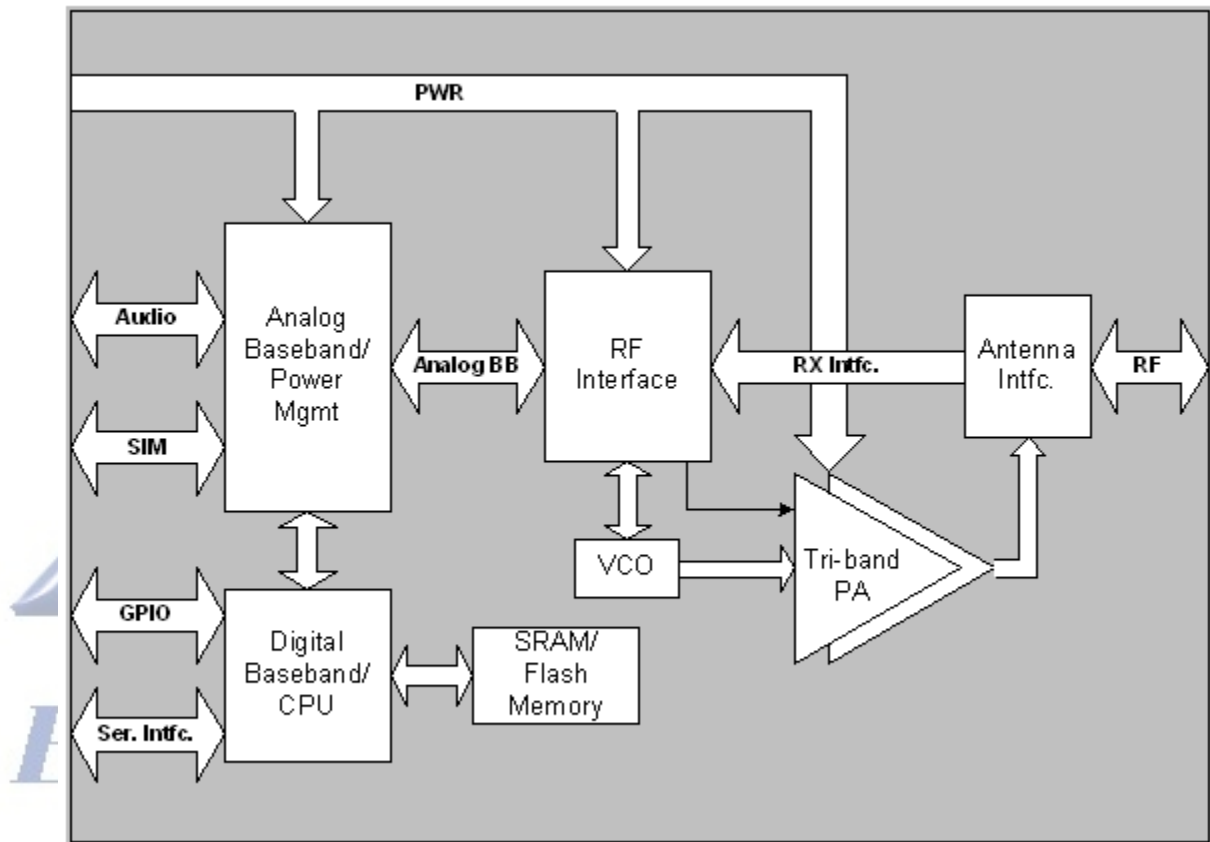 PWR
Audio
Analog
Baseband/
Power
Mgmt
Analog BB
RF
Interface
RX Intfc.
Antenna
Intfc.
RF
SIM
VCO
Tri-band
PA
GPIO
Digital
Baseband/
CPU
SRAM/
Flash
Memory
Ser. Intfc.